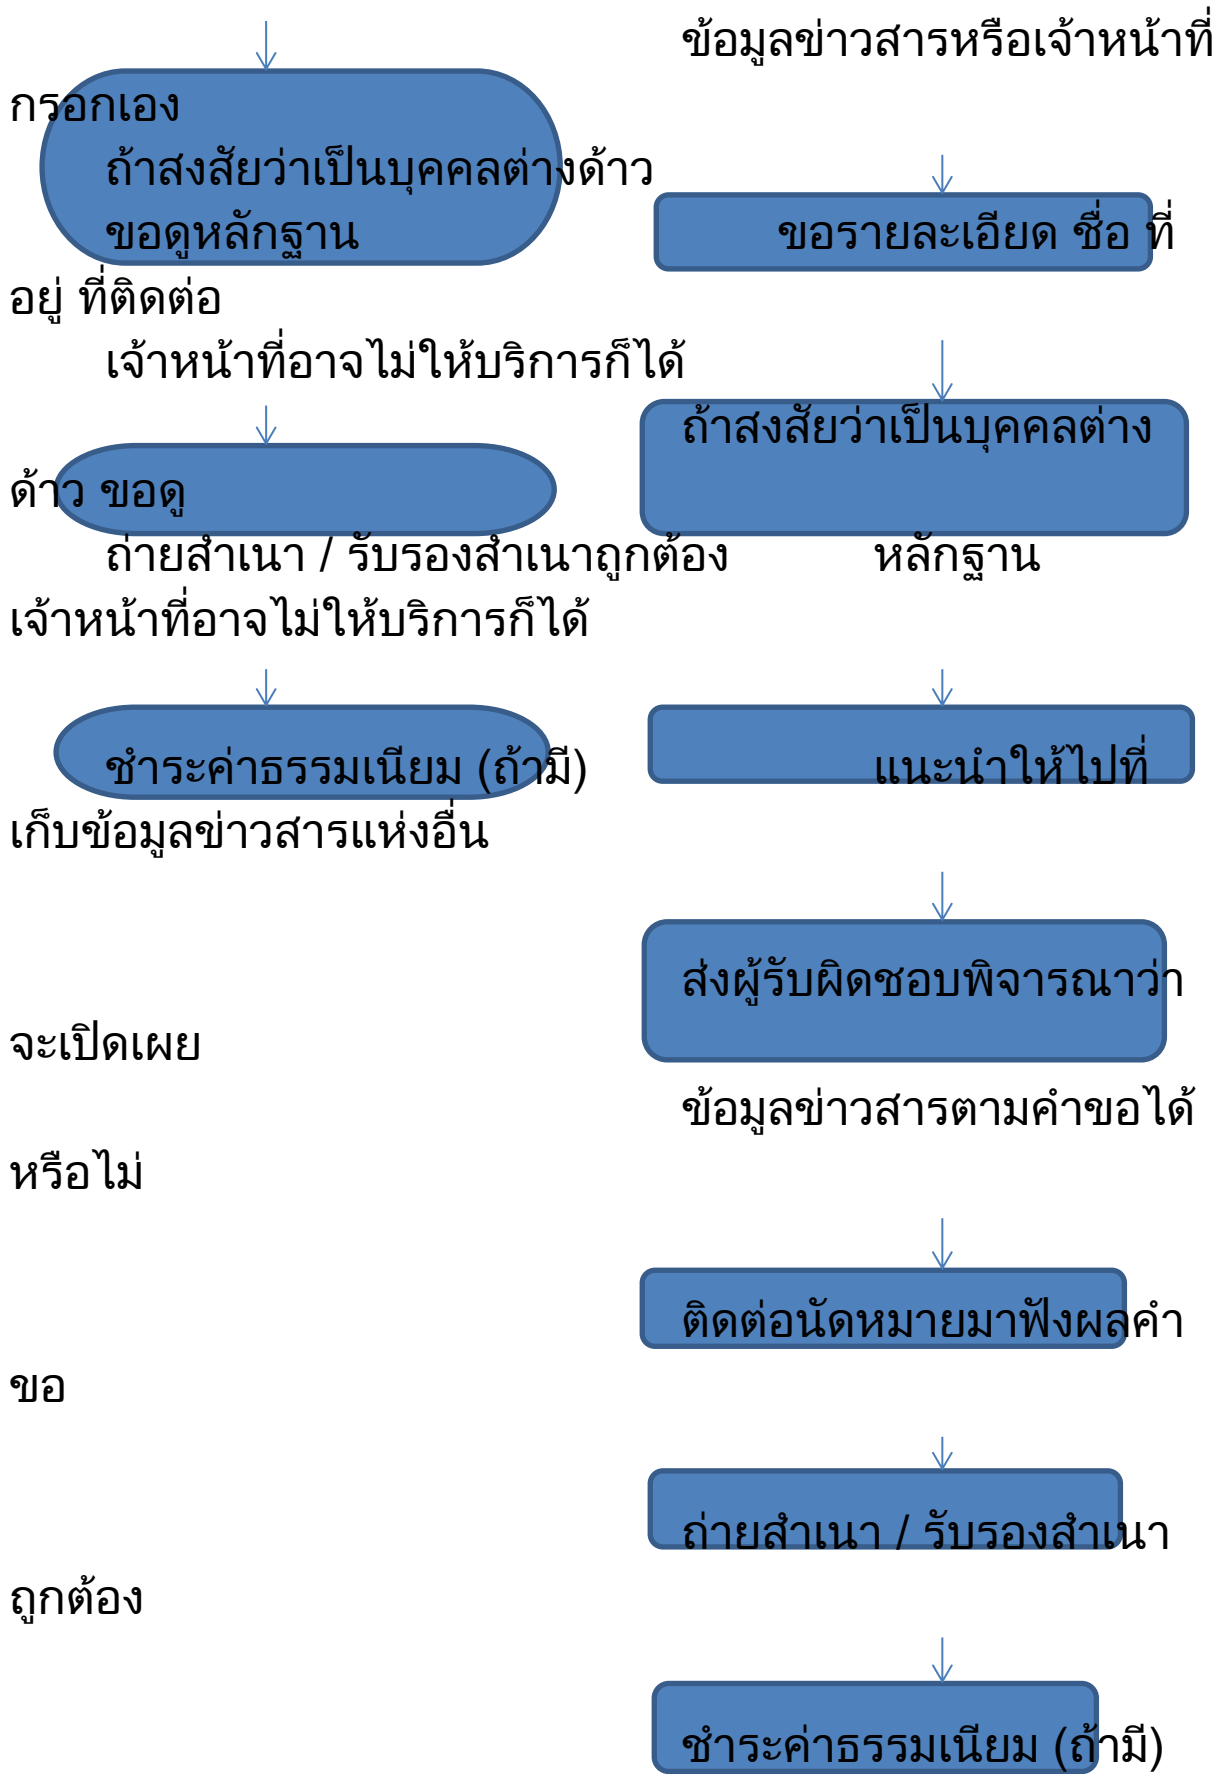 ข้อมูลข่าวสารหรือเจ้าหน้าที่
กรอกเอง
ถ้าสงสัยว่าเป็นบุคคลต่างด้าว
ขอดูหลักฐาน ขอรายละเอียด ชื่อ ที่
อยู่ ที่ติดต่อ
เจ้าหน้าที่อาจไม่ให้บริการก็ได้
ถ้าสงสัยว่าเป็นบุคคลต่าง
ด้าว ขอดู
ถ่ายสำเนา / รับรองสำเนาถูกต้อง หลักฐาน
เจ้าหน้าที่อาจไม่ให้บริการก็ได้
ชำระค่าธรรมเนียม (ถ้ามี) แนะนำให้ไปที่
เก็บข้อมูลข่าวสารแห่งอื่น
ส่งผู้รับผิดชอบพิจารณาว่า
จะเปิดเผย
ข้อมูลข่าวสารตามคำขอได้
หรือไม่
ติดต่อนัดหมายมาฟังผลคำ
ขอ
ถ่ายสำเนา / รับรองสำเนา
ถูกต้อง
ชำระค่าธรรมเนียม (ถ้ามี)